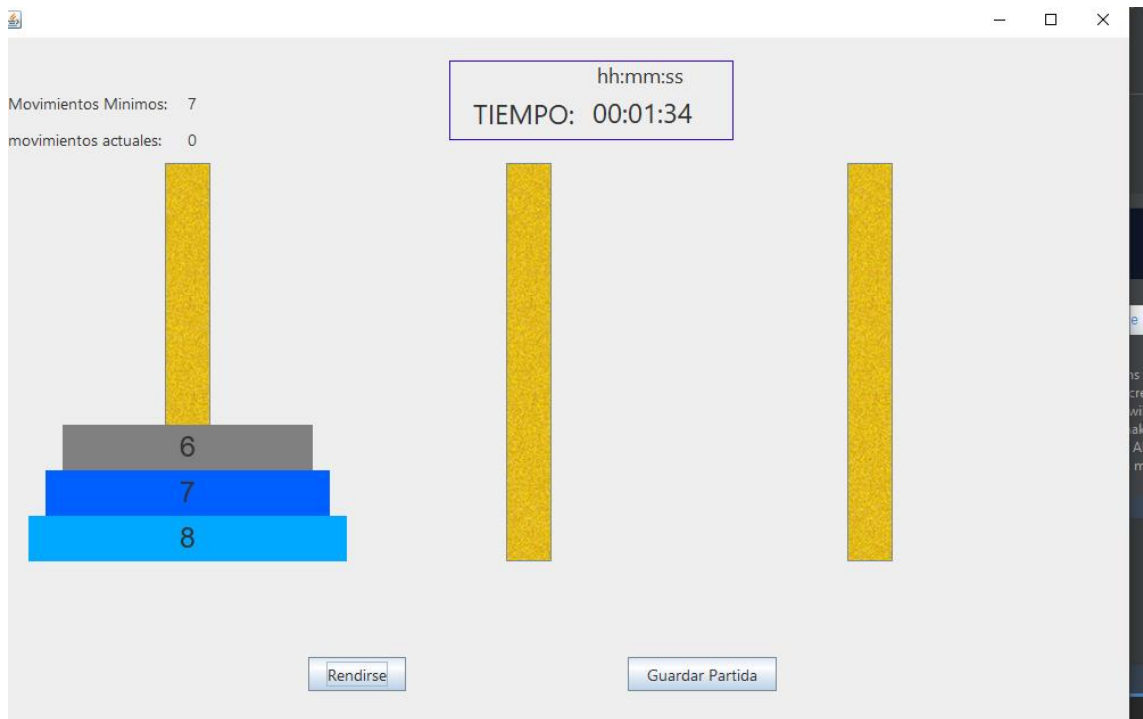 hh:mm:ss
Movimientos Minimos: 7
TIEMPO: 00:01:34
movimientos actuales: 0
6
7
8
Rendirse
Guardar Partida